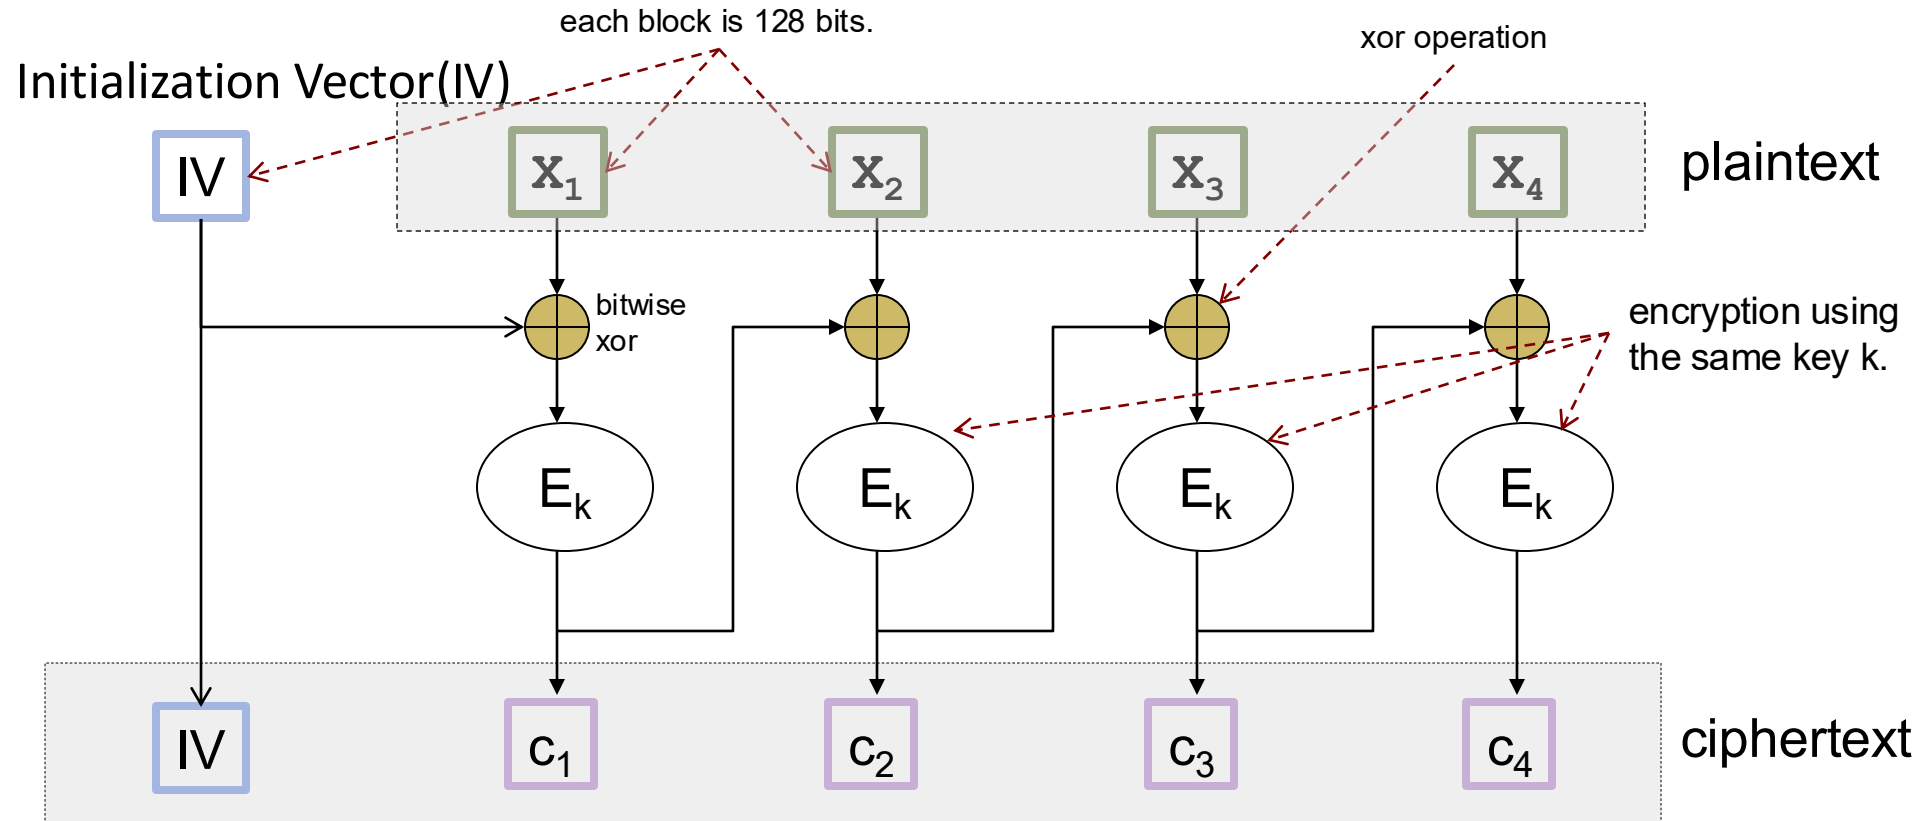 each block is 128 bits.
xor operation
Initialization Vector(IV)
IV
x₁
x₂
x₃
x₄
plaintext
bitwise
xor
encryption using
the same key k.
Eₖ
Eₖ
Eₖ
Eₖ
IV
c₁
c₂
c₃
c₄
ciphertext